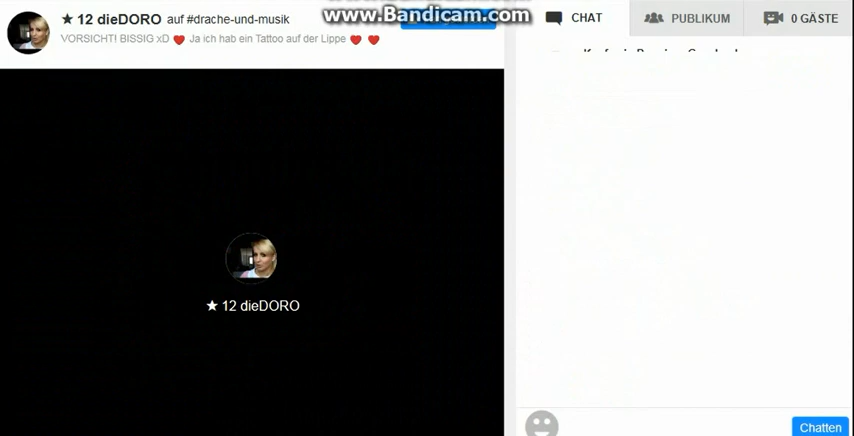 www.Bandicam.com
★ 12 dieDORO auf #drache-und-musik
VORSICHT! BISSIG xD ❤ Ja ich hab ein Tattoo auf der Lippe ❤ ❤
CHAT
PUBLIKUM
0 GÄSTE
★ 12 dieDORO
Chatten